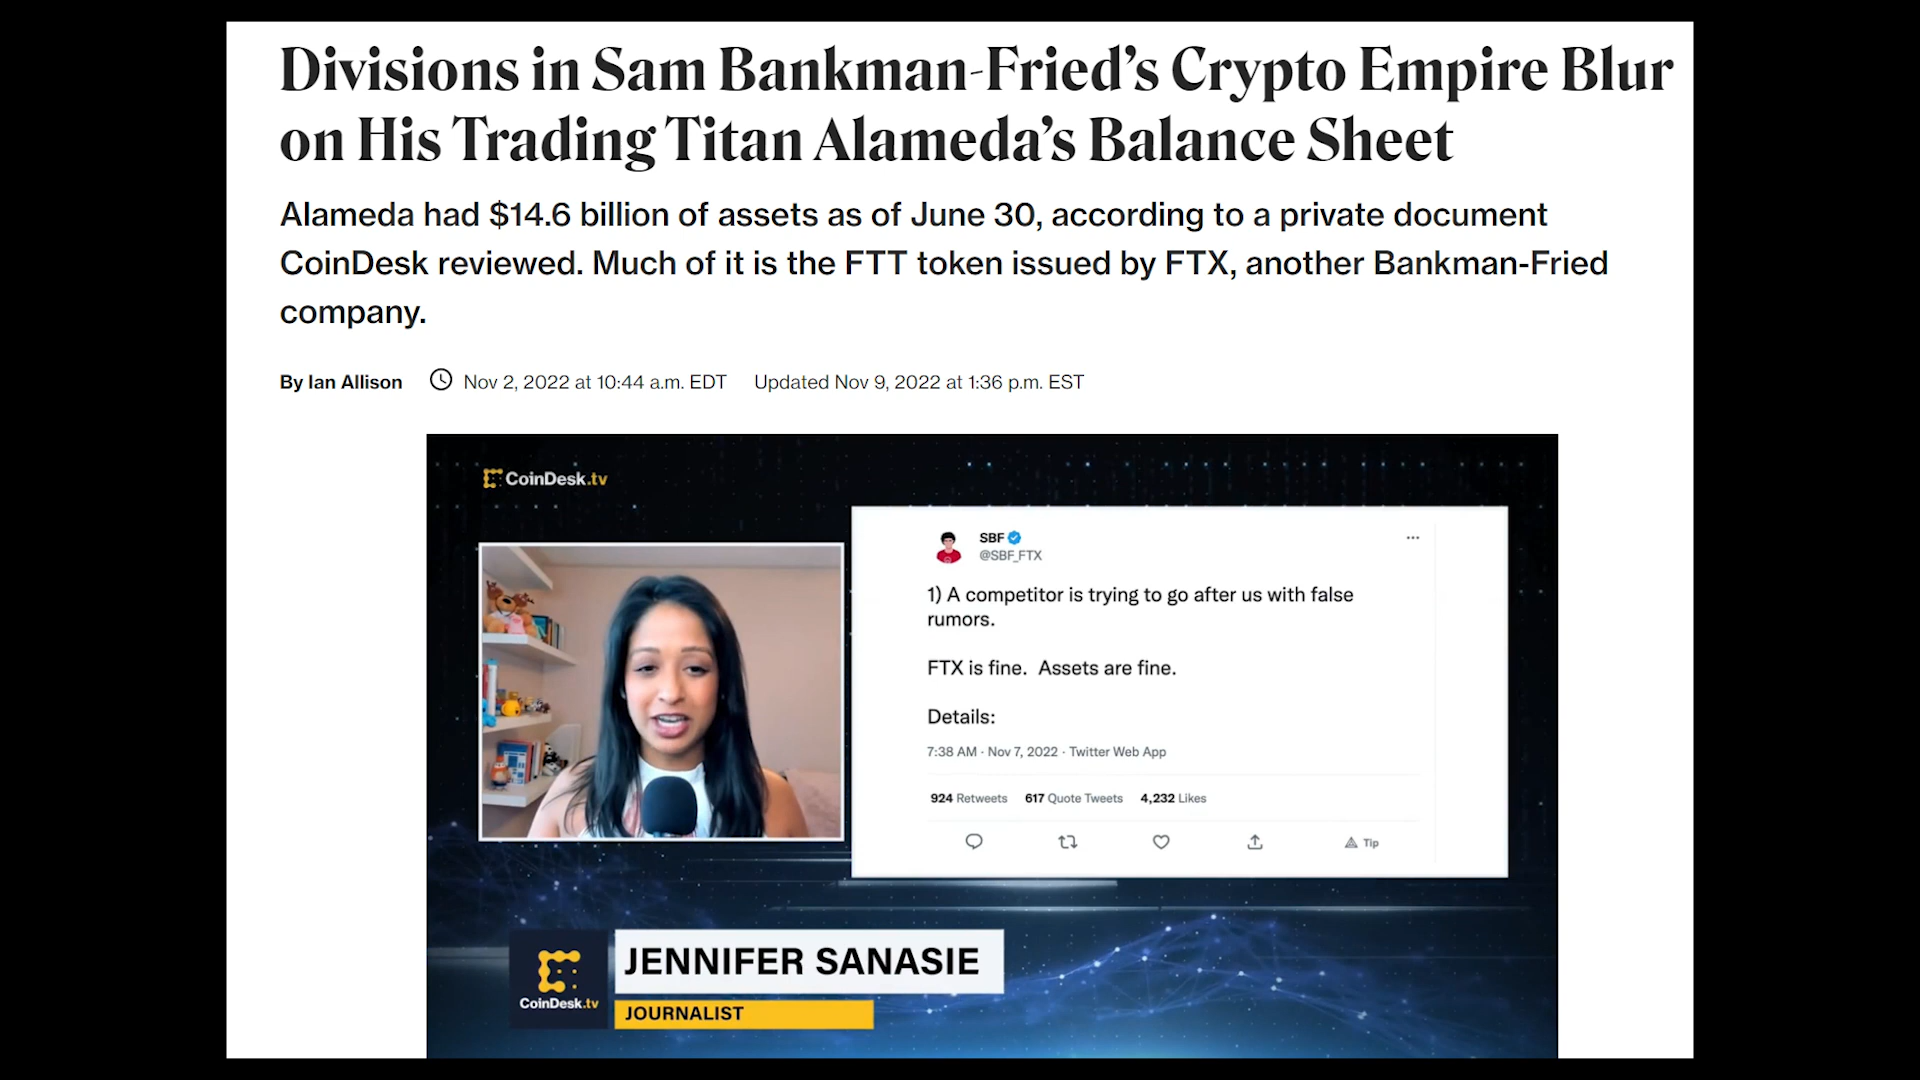 Divisions in Sam Bankman-Fried’s Crypto Empire Blur
on His Trading Titan Alameda’s Balance Sheet
Alameda had $14.6 billion of assets as of June 30, according to a private document
CoinDesk reviewed. Much of it is the FTT token issued by FTX, another Bankman-Fried
company.
By Ian Allison Nov 2, 2022 at 10:44 a.m. EDT Updated Nov 9, 2022 at 1:36 p.m. EST
CoinDesk.tv
SBF
@SBF_FTX
1) A competitor is trying to go after us with false
rumors.
FTX is fine. Assets are fine.
Details:
7:38 AM · Nov 7, 2022 · Twitter Web App
924 Retweets 617 Quote Tweets 4,232 Likes
Tip
JENNIFER SANASIE
CoinDesk.tv
JOURNALIST